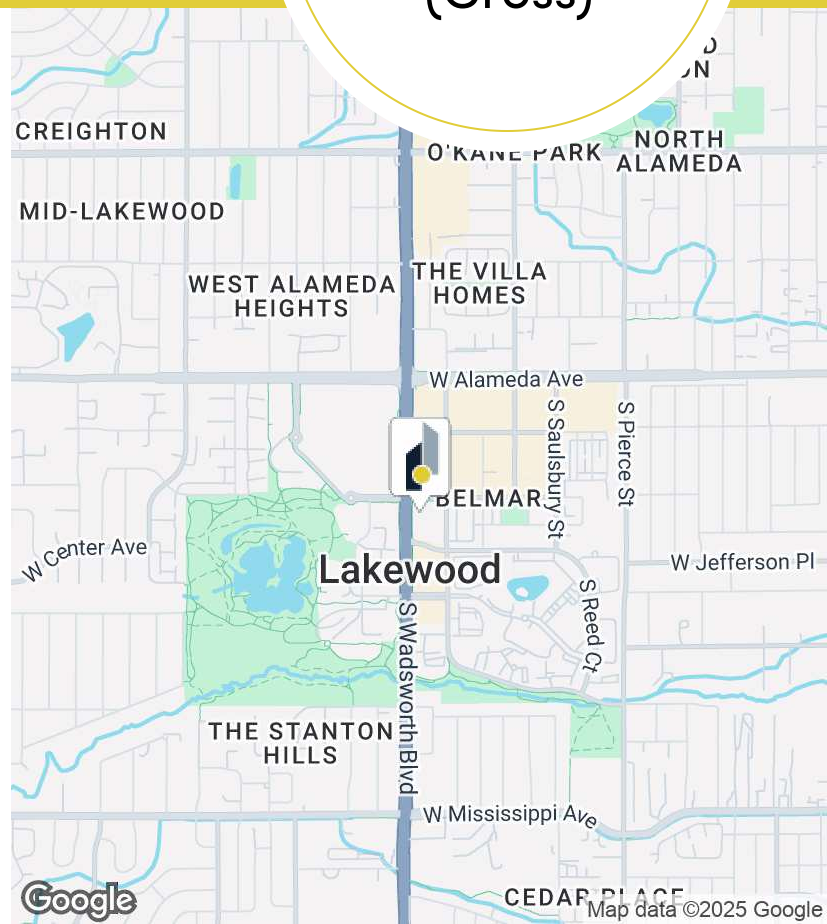 (Gross)
CREIGHTON
O'KANE PARK
NORTH
ALAMEDA
MID-LAKEWOOD
WEST ALAMEDA
HEIGHTS
THE VILLA
HOMES
W Alameda Ave
S Saulsbury St
S Pierce St
BELMAR
W Center Ave
Lakewood
W Jefferson Pl
S Reed Ct
S Wadsworth Blvd
THE STANTON
HILLS
W Mississippi Ave
CEDAR PLACE
Google
Map data ©2025 Google